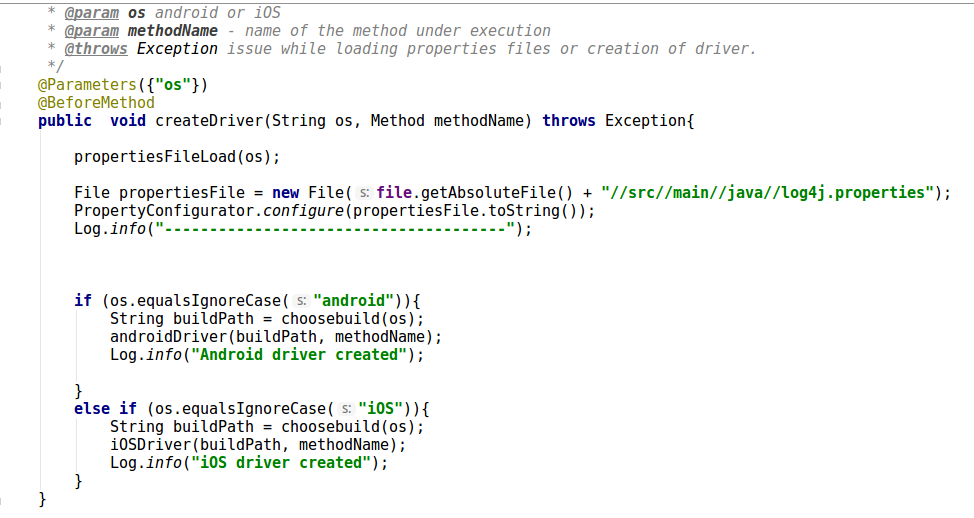 * @param os android or iOS
* @param methodName - name of the method under execution
* @throws Exception issue while loading properties files or creation of driver.
*/
@Parameters({"os"})
@BeforeMethod
public  void createDriver(String os, Method methodName) throws Exception{
propertiesFileLoad(os);
File propertiesFile = new File( s: file.getAbsoluteFile() + "//src//main//java//log4j.properties");
PropertyConfigurator.configure(propertiesFile.toString());
Log.info("--------------------------------------");
if (os.equalsIgnoreCase( s: "android")){
String buildPath = choosebuild(os);
androidDriver(buildPath, methodName);
Log.info("Android driver created");
}
else if (os.equalsIgnoreCase( s: "iOS")){
String buildPath = choosebuild(os);
iOSDriver(buildPath, methodName);
Log.info("iOS driver created");
}
}